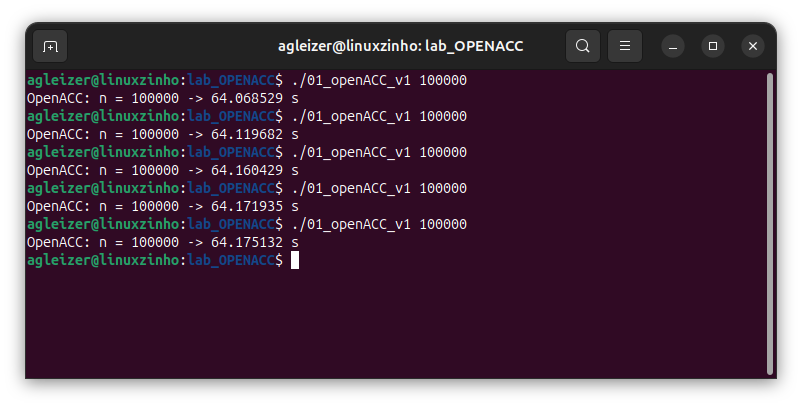 agleizer@linuxzinho: lab_OPENACC
agleizer@linuxzinho:lab_OPENACC$ ./01_openACC_v1 100000
OpenACC: n = 100000 -> 64.068529 s
agleizer@linuxzinho:lab_OPENACC$ ./01_openACC_v1 100000
OpenACC: n = 100000 -> 64.119682 s
agleizer@linuxzinho:lab_OPENACC$ ./01_openACC_v1 100000
OpenACC: n = 100000 -> 64.160429 s
agleizer@linuxzinho:lab_OPENACC$ ./01_openACC_v1 100000
OpenACC: n = 100000 -> 64.171935 s
agleizer@linuxzinho:lab_OPENACC$ ./01_openACC_v1 100000
OpenACC: n = 100000 -> 64.175132 s
agleizer@linuxzinho:lab_OPENACC$